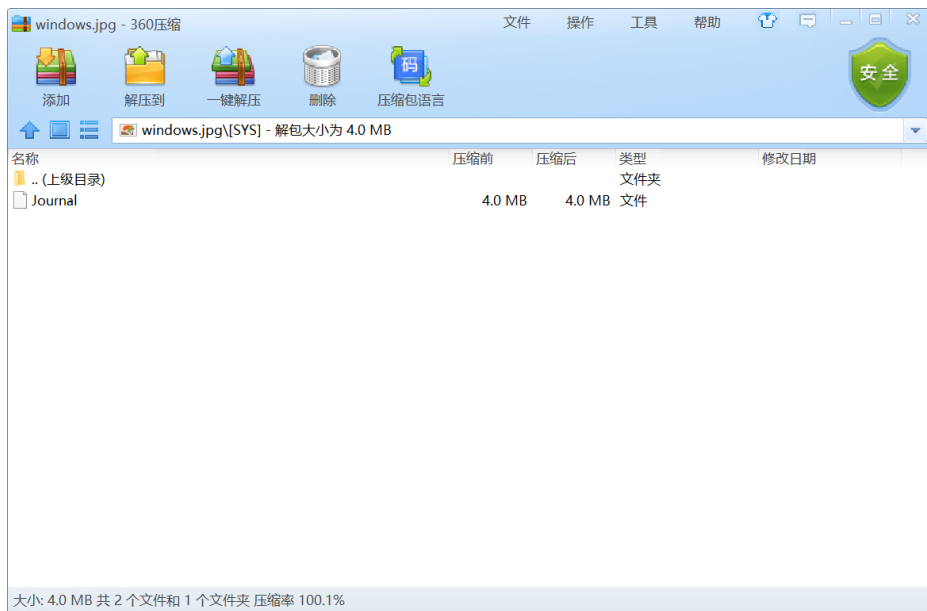 windows.jpg - 360压缩 文件 操作 工具 帮助
码 安全
添加 解压到 一键解压 删除 压缩包语言
windows.jpg\[SYS] - 解包大小为 4.0 MB
名称 压缩前 压缩后 类型 修改日期
.. (上级目录) 文件夹
Journal 4.0 MB 4.0 MB 文件
大小: 4.0 MB 共 2 个文件和 1 个文件夹 压缩率 100.1%